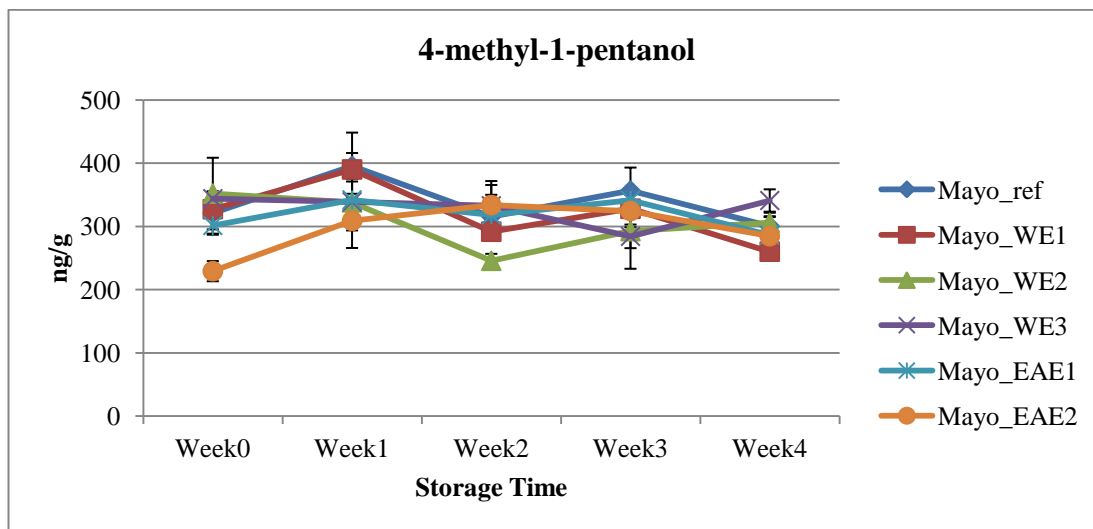 4-methyl-1-pentanol
500
400
300
200
100
0
ng/g
Week0 Week1 Week2 Week3 Week4
Storage Time
Mayo_ref
Mayo_WE1
Mayo_WE2
Mayo_WE3
Mayo_EAE1
Mayo_EAE2